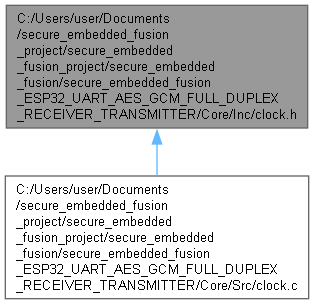 C:/Users/user/Documents
/secure_embedded_fusion
_project/secure_embedded
_fusion_project/secure_embedded
_fusion/secure_embedded_fusion
_ESP32_UART_AES_GCM_FULL_DUPLEX
_RECEIVER_TRANSMITTER/Core/Inc/clock.h
C:/Users/user/Documents
/secure_embedded_fusion
_project/secure_embedded
_fusion_project/secure_embedded
_fusion/secure_embedded_fusion
_ESP32_UART_AES_GCM_FULL_DUPLEX
_RECEIVER_TRANSMITTER/Core/Src/clock.c